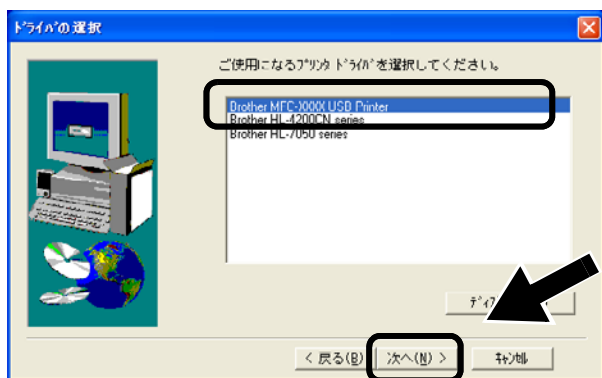 ドライバの選択
ご使用になるプリンタ ドライバを選択してください。
Brother MFC-XXXX USB Printer
Brother HL-4200CN series
Brother HL-7050 series
< 戻る(B)
次へ(N) >
キャンセル